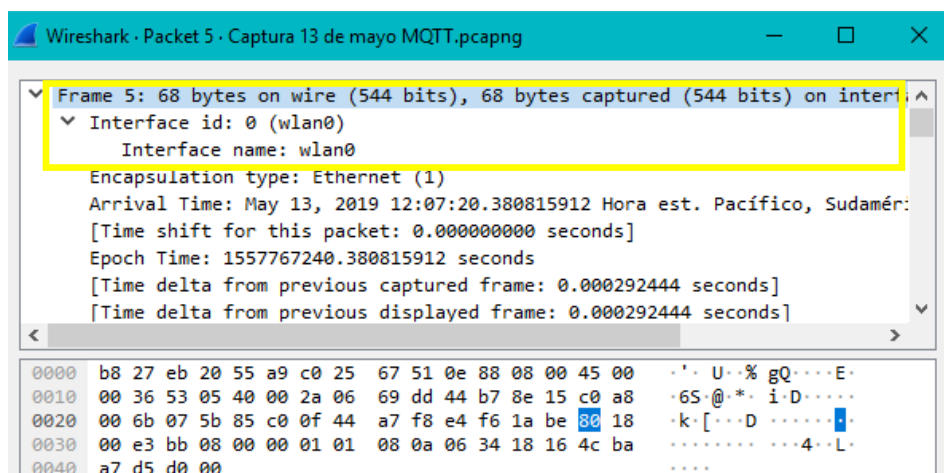 Wireshark · Packet 5 · Captura 13 de mayo MQTT.pcapng
Frame 5: 68 bytes on wire (544 bits), 68 bytes captured (544 bits) on interf
Interface id: 0 (wlan0)
Interface name: wlan0
Encapsulation type: Ethernet (1)
Arrival Time: May 13, 2019 12:07:20.380815912 Hora est. Pacífico, Sudamér
[Time shift for this packet: 0.000000000 seconds]
Epoch Time: 1557767240.380815912 seconds
[Time delta from previous captured frame: 0.000292444 seconds]
[Time delta from previous displayed frame: 0.000292444 seconds]
0000 b8 27 eb 20 55 a9 c0 25 67 51 0e 88 08 00 45 00 ·'· U··% gQ····E·
0010 00 36 53 05 40 00 2a 06 69 dd 44 b7 8e 15 c0 a8 ·6S·@·*· i·D·····
0020 00 6b 07 5b 85 c0 0f 44 a7 f8 e4 f6 1a be 80 18 ·k·[···D ········
0030 00 e3 bb 08 00 00 01 01 08 0a 06 34 18 16 4c ba ········ ···4··L·
0040 a7 d5 d0 00 ····